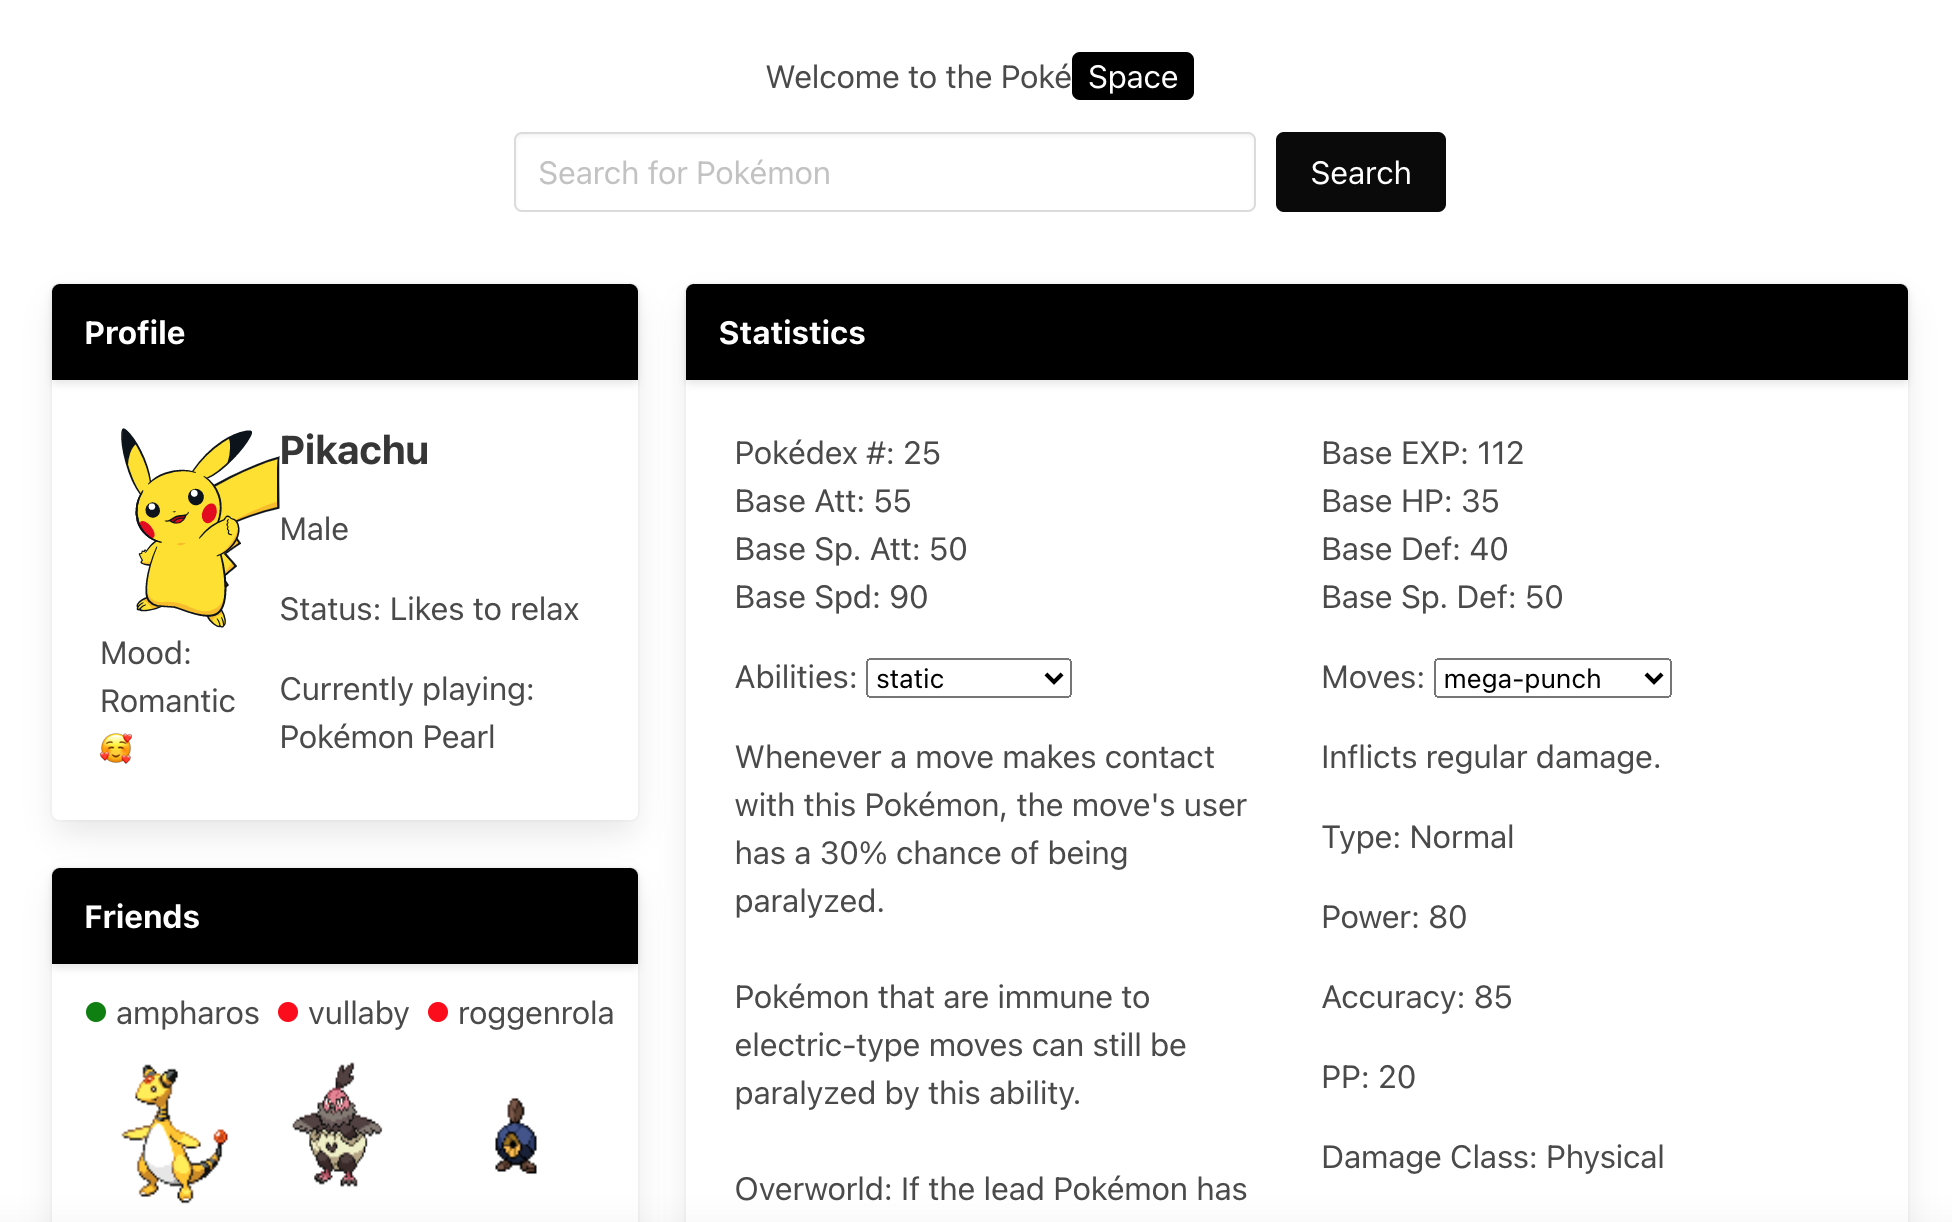 Welcome to the Poké Space
Search for Pokémon
Search
Profile
Pikachu
Male
Status: Likes to relax
Currently playing:
Pokémon Pearl
Mood:
Romantic
🥰
Friends
ampharos
vullaby
roggenrola
Statistics
Pokédex #: 25
Base Att: 55
Base Sp. Att: 50
Base Spd: 90
Abilities: static
Whenever a move makes contact
with this Pokémon, the move's user
has a 30% chance of being
paralyzed.
Pokémon that are immune to
electric-type moves can still be
paralyzed by this ability.
Overworld: If the lead Pokémon has
Base EXP: 112
Base HP: 35
Base Def: 40
Base Sp. Def: 50
Moves: mega-punch
Inflicts regular damage.
Type: Normal
Power: 80
Accuracy: 85
PP: 20
Damage Class: Physical